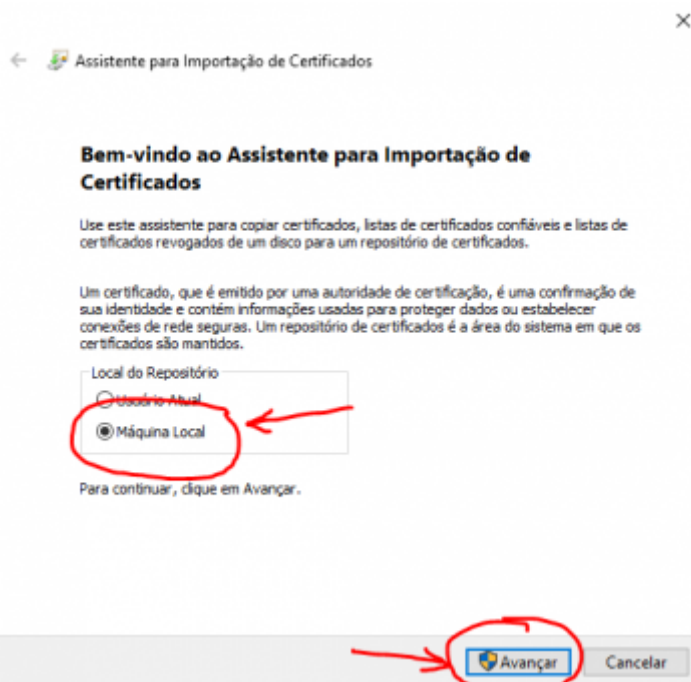 Assistente para Importação de Certificados
Bem-vindo ao Assistente para Importação de
Certificados
Use este assistente para copiar certificados, listas de certificados confiáveis e listas de
certificados revogados de um disco para um repositório de certificados.
Um certificado, que é emitido por uma autoridade de certificação, é uma confirmação de
sua identidade e contém informações usadas para proteger dados ou estabelecer
conexões de rede seguras. Um repositório de certificados é a área do sistema em que os
certificados são mantidos.
Local do Repositório
Usuário Atual
Máquina Local
Para continuar, clique em Avançar.
Avançar
Cancelar